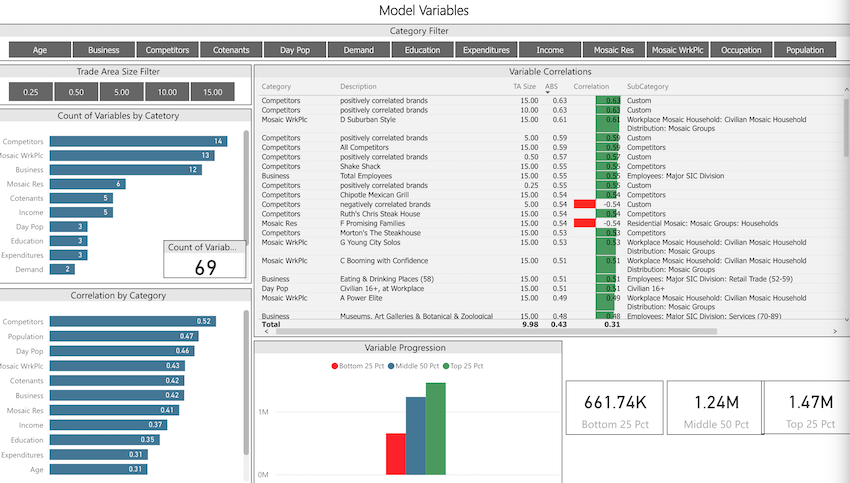 Model Variables
Category Filter
Age Business Competitors Cotenants Day Pop Demand Education Expenditures Income Mosaic Res Mosaic WrkPlc Occupation Population
Trade Area Size Filter
0.25 0.50 5.00 10.00 15.00
Count of Variables by Catetory
Competitors 14
Mosaic WrkPlc 13
Business 12
Mosaic Res 6
Cotenants 5
Income 5
Day Pop 3
Education 3
Expenditures 3
Demand 2
Count of Variab...
69
Correlation by Category
Competitors 0.52
Population 0.47
Day Pop 0.46
Mosaic WrkPlc 0.43
Cotenants 0.42
Business 0.42
Mosaic Res 0.41
Income 0.37
Education 0.35
Expenditures 0.31
Age 0.31
Variable Correlations
Category Description TA Size ABS Correlation SubCategory
Competitors positively correlated brands 15.00 0.63 0.63 Custom
Competitors positively correlated brands 10.00 0.63 0.63 Custom
Mosaic WrkPlc D Suburban Style 15.00 0.61 0.61 Workplace Mosaic Household: Civilian Mosaic Household
Distribution: Mosaic Groups
Competitors positively correlated brands 5.00 0.59 0.59 Custom
Competitors All Competitors 15.00 0.59 0.59 Competitors
Competitors positively correlated brands 0.50 0.57 0.57 Custom
Competitors Shake Shack 15.00 0.55 0.55 Competitors
Business Total Employees 15.00 0.55 0.55 Employees: Major SIC Division
Competitors positively correlated brands 0.25 0.55 0.55 Custom
Competitors Chipotle Mexican Grill 15.00 0.54 0.54 Competitors
Competitors negatively correlated brands 5.00 0.54 -0.54 Custom
Competitors Ruth's Chris Steak House 15.00 0.54 0.54 Competitors
Mosaic Res F Promising Families 15.00 0.54 -0.54 Residential Mosaic: Mosaic Groups: Households
Competitors Morton's The Steakhouse 15.00 0.53 0.53 Competitors
Mosaic WrkPlc G Young City Solos 15.00 0.53 0.53 Workplace Mosaic Household: Civilian Mosaic Household
Distribution: Mosaic Groups
Mosaic WrkPlc C Booming with Confidence 15.00 0.51 0.51 Workplace Mosaic Household: Civilian Mosaic Household
Distribution: Mosaic Groups
Business Eating & Drinking Places (58) 15.00 0.51 0.51 Employees: Major SIC Division: Retail Trade (52-59)
Day Pop Civilian 16+, at Workplace 15.00 0.51 0.51 Civilian 16+
Mosaic WrkPlc A Power Elite 15.00 0.49 0.49 Workplace Mosaic Household: Civilian Mosaic Household
Distribution: Mosaic Groups
Business Museums, Art Galleries & Botanical & Zoological 15.00 0.48 0.48 Employees: Major SIC Division: Services (70-89)
Total 9.98 0.43 0.31
Variable Progression
Bottom 25 Pct Middle 50 Pct Top 25 Pct
1M
0M
661.74K
Bottom 25 Pct
1.24M
Middle 50 Pct
1.47M
Top 25 Pct